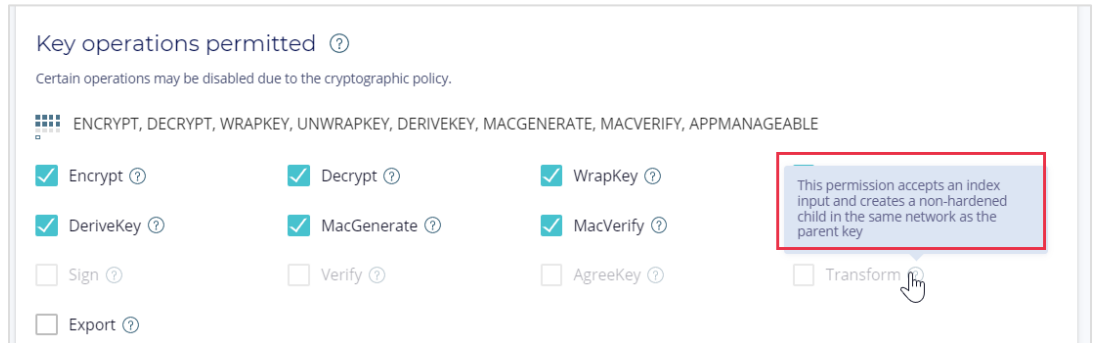 Key operations permitted ?
Certain operations may be disabled due to the cryptographic policy.
ENCRYPT, DECRYPT, WRAPKEY, UNWRAPKEY, DERIVEKEY, MACGENERATE, MACVERIFY, APPMANAGEABLE
Encrypt ? Decrypt ? WrapKey ?
This permission accepts an index
input and creates a non-hardened
child in the same network as the
parent key
DeriveKey ? MacGenerate ? MacVerify ?
Sign ? Verify ? AgreeKey ? Transform ?
Export ?